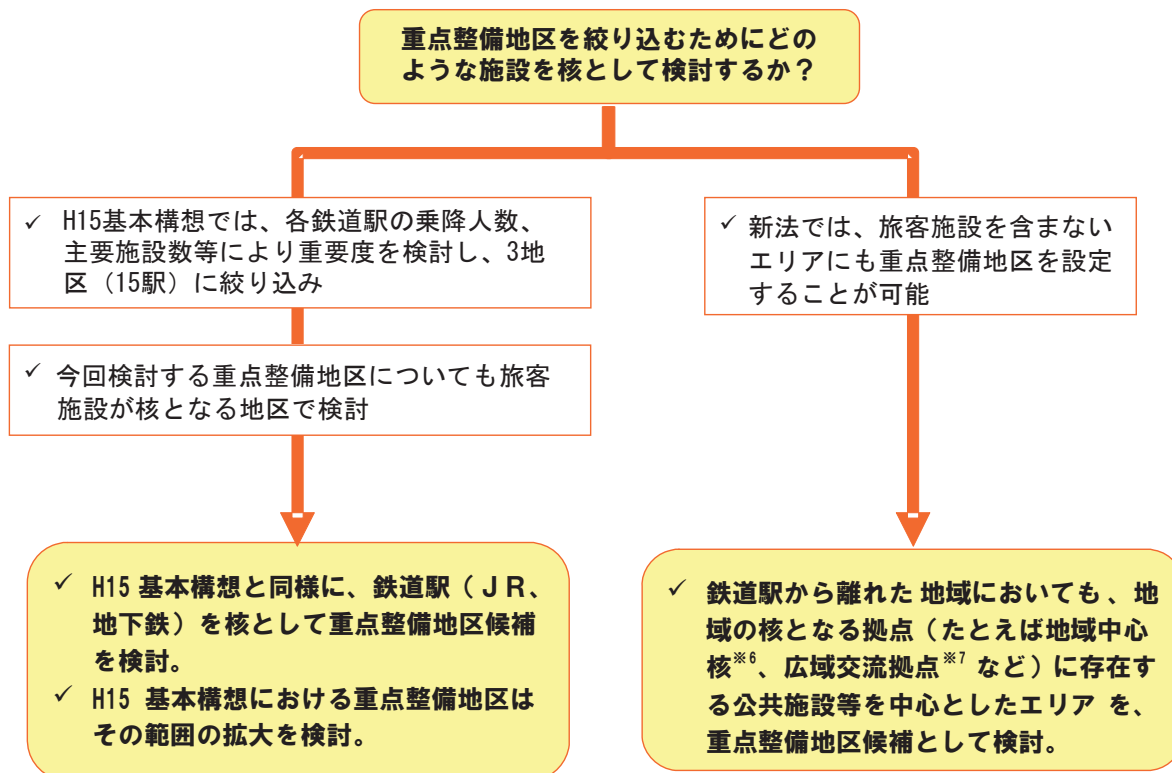 重点整備地区を絞り込むためにどの
ような施設を核として検討するか？
✓ H15基本構想では、各鉄道駅の乗降人数、
主要施設数等により重要度を検討し、3地
区（15駅）に絞り込み
✓ 今回検討する重点整備地区についても旅客
施設が核となる地区で検討
✓ H15 基本構想と同様に、鉄道駅（ＪＲ、
地下鉄）を核として重点整備地区候補
を検討。
✓ H15 基本構想における重点整備地区は
その範囲の拡大を検討。
✓ 新法では、旅客施設を含まない
エリアにも重点整備地区を設定
することが可能
✓ 鉄道駅から離れた 地域においても 、地
域の核となる拠点（たとえば地域中心
核※6、広域交流拠点※7 など）に存在す
る公共施設等を中心としたエリア を、
重点整備地区候補として検討。